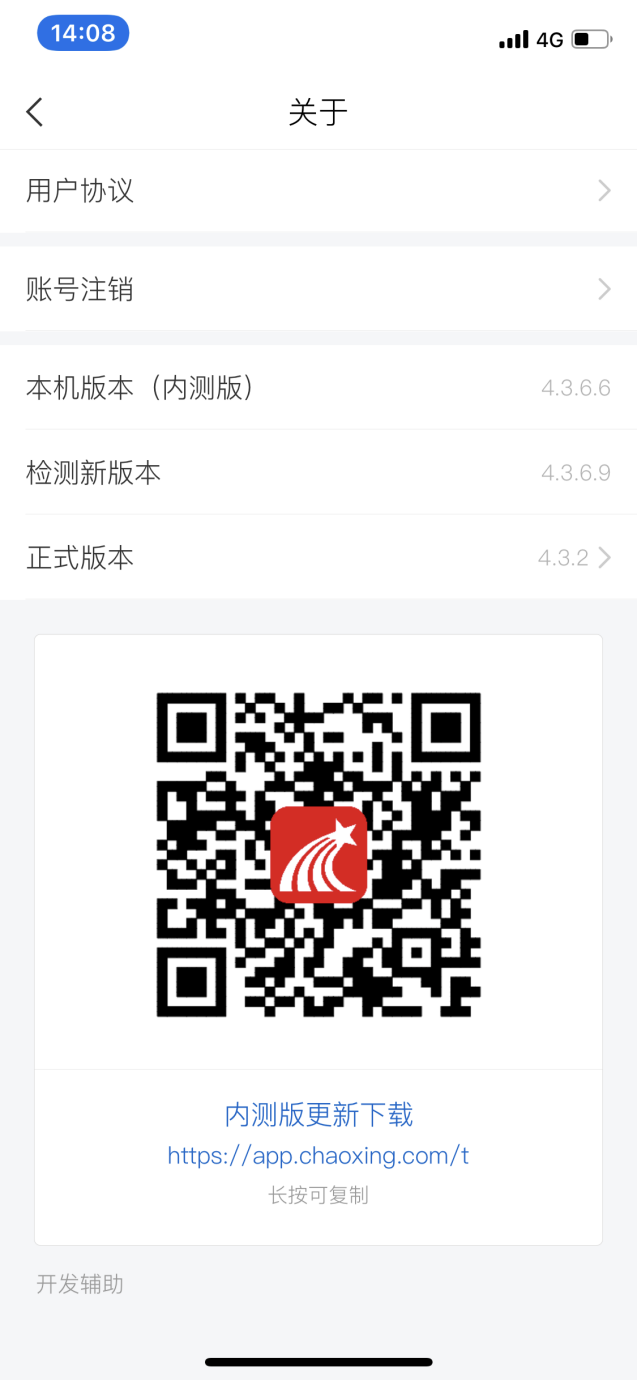 14:08
4G
关于
用户协议
账号注销
本机版本（内测版） 4.3.6.6
检测新版本 4.3.6.9
正式版本 4.3.2
内测版更新下载
https://app.chaoxing.com/t
长按可复制
开发辅助